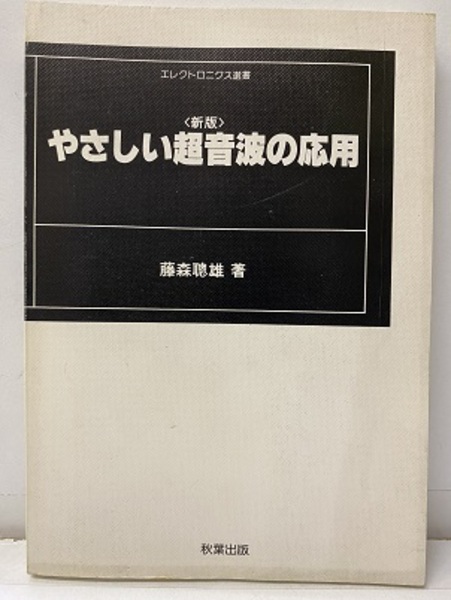 エレクトロニクス選書
〈新版〉
やさしい超音波の応用
藤森聰雄 著
秋葉出版